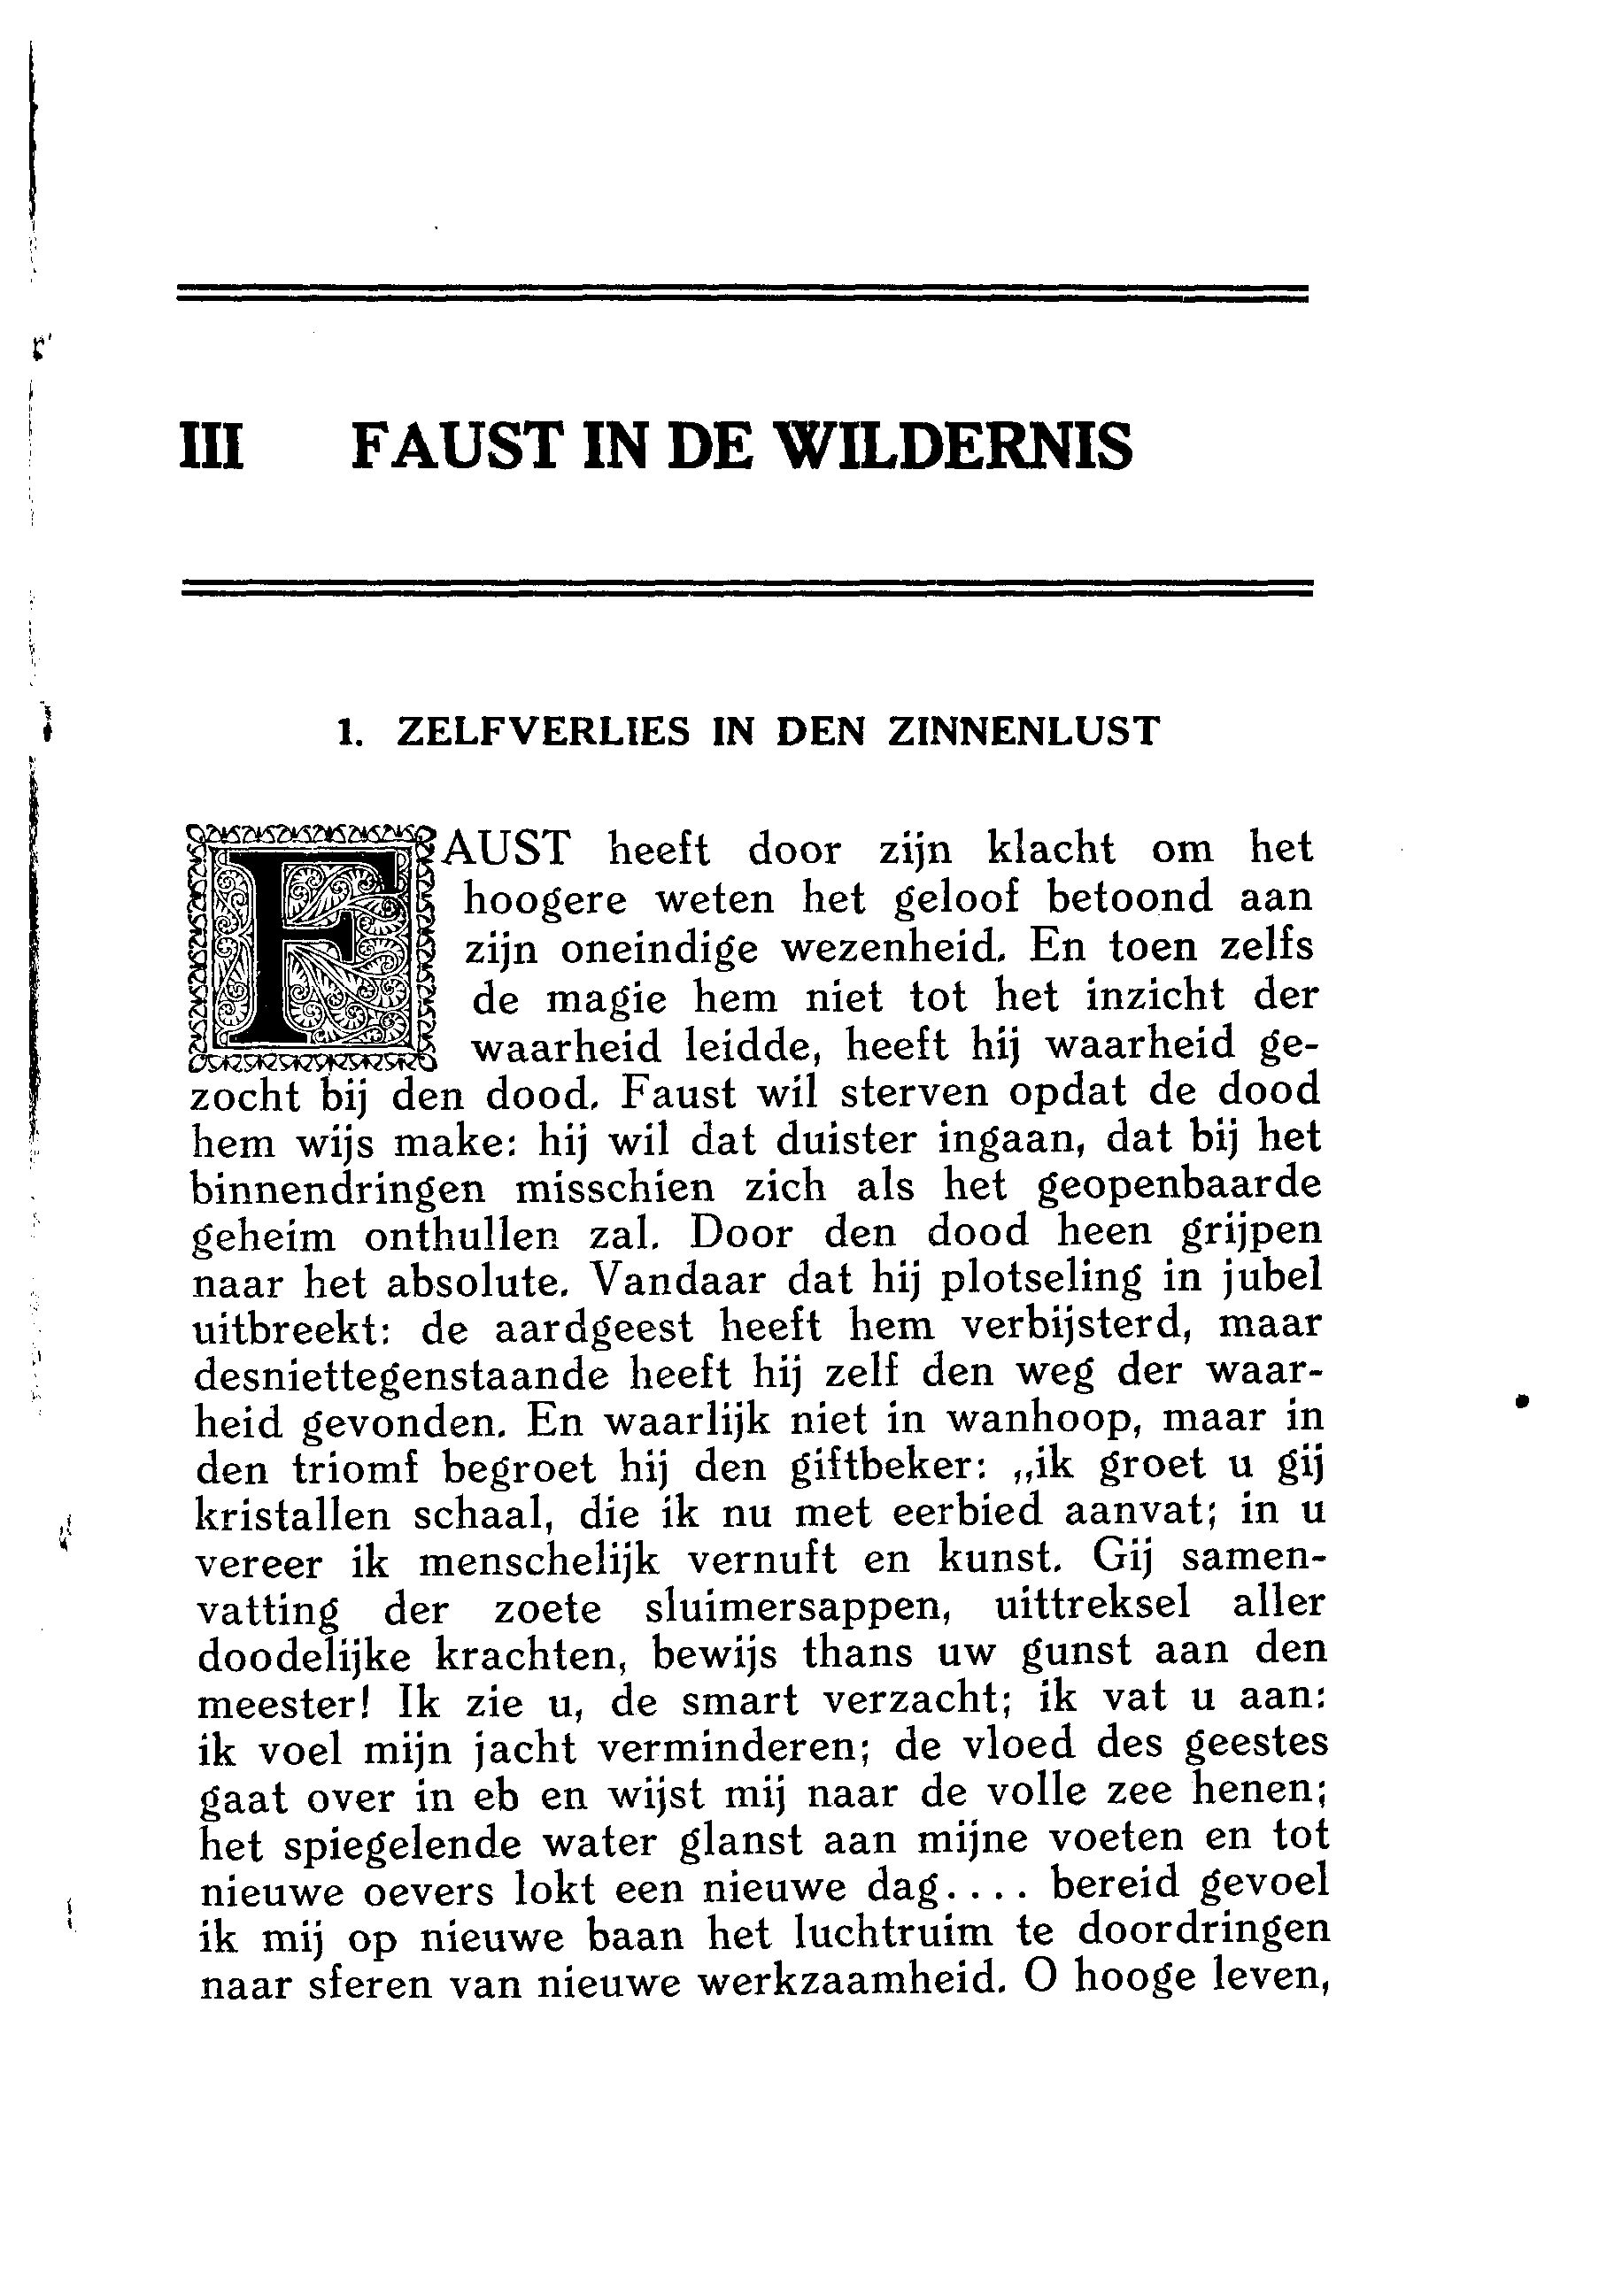 III FAUST IN DE WILDERNIS
1. ZELFVERLIES IN DEN ZINNENLUST
FAUST heeft door zijn klacht om het
hoogere weten het geloof betoond aan
zijn oneindige wezenheid. En toen zelfs
de magie hem niet tot het inzicht der
waarheid leidde, heeft hij waarheid ge-
zocht bij den dood. Faust wil sterven opdat de dood
hem wijs make: hij wil dat duister ingaan, dat bij het
binnendringen misschien zich als het geopenbaarde
geheim onthullen zal. Door den dood heen grijpen
naar het absolute. Vandaar dat hij plotseling in jubel
uitbreekt: de aardgeest heeft hem verbijsterd, maar
desniettegenstaande heeft hij zelf den weg der waar-
heid gevonden. En waarlijk niet in wanhoop, maar in
den triomf begroet hij den giftbeker: „ik groet u gij
kristallen schaal, die ik nu met eerbied aanvat; in u
vereer ik menschelijk vernuft en kunst. Gij samen-
vatting der zoete sluimersappen, uittreksel aller
doodelijke krachten, bewijs thans uw gunst aan den
meester! Ik zie u, de smart verzacht; ik vat u aan:
ik voel mijn jacht verminderen; de vloed des geestes
gaat over in eb en wijst mij naar de volle zee henen;
het spiegelende water glanst aan mijne voeten en tot
nieuwe oevers lokt een nieuwe dag.... bereid gevoel
ik mij op nieuwe baan het luchtruim te doordringen
naar sferen van nieuwe werkzaamheid. O hooge leven,